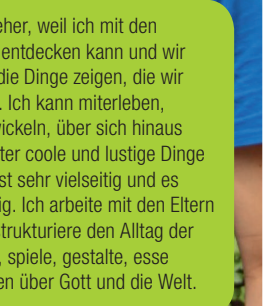 eher, weil ich mit den
entdecken kann und wir
die Dinge zeigen, die wir
. Ich kann miterleben,
wickeln, über sich hinaus
ter coole und lustige Dinge
st sehr vielseitig und es
ig. Ich arbeite mit den Eltern
strukturiere den Alltag der
, spiele, gestalte, esse
en über Gott und die Welt.